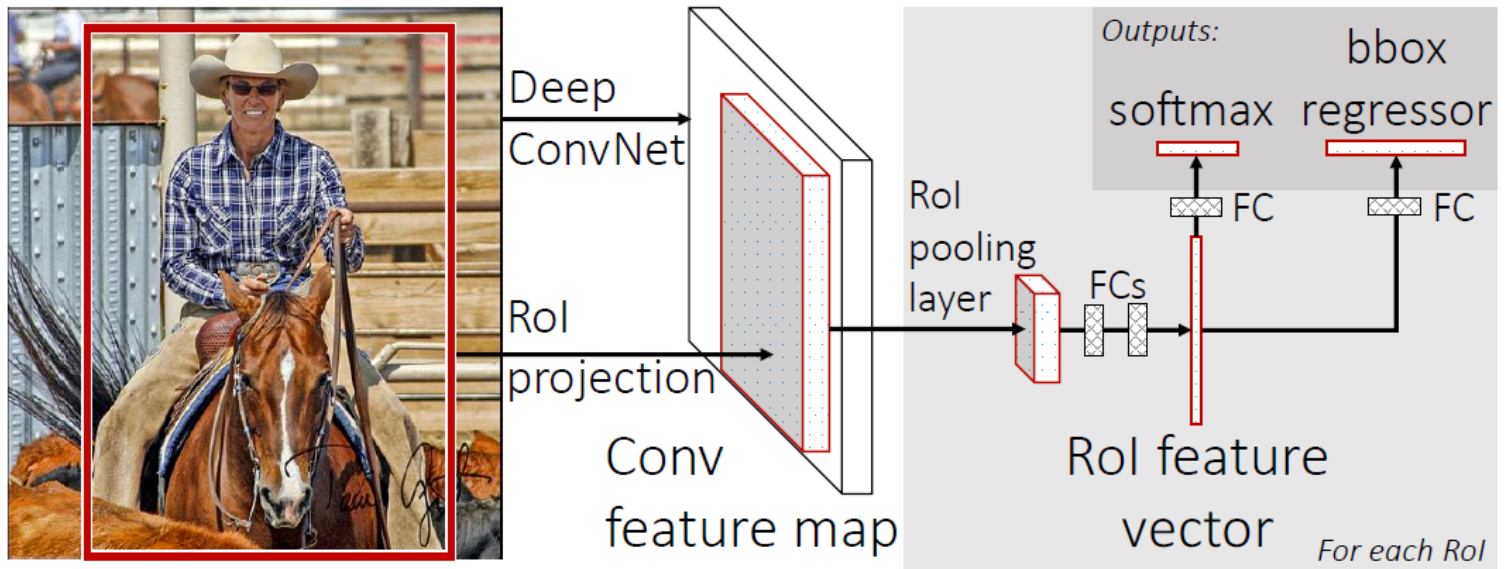 Deep
ConvNet
RoI
projection
Conv
feature map
RoI
pooling
layer
FCs
RoI feature
vector
For each RoI
Outputs:
softmax
bbox
regressor
FC
FC